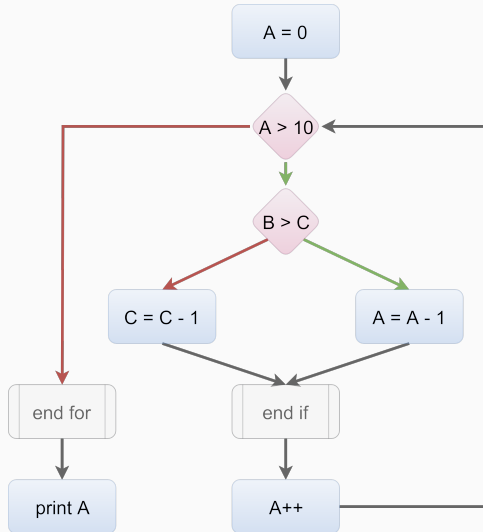 A = 0
A > 10
B > C
C = C - 1
A = A - 1
end for
end if
print A
A++